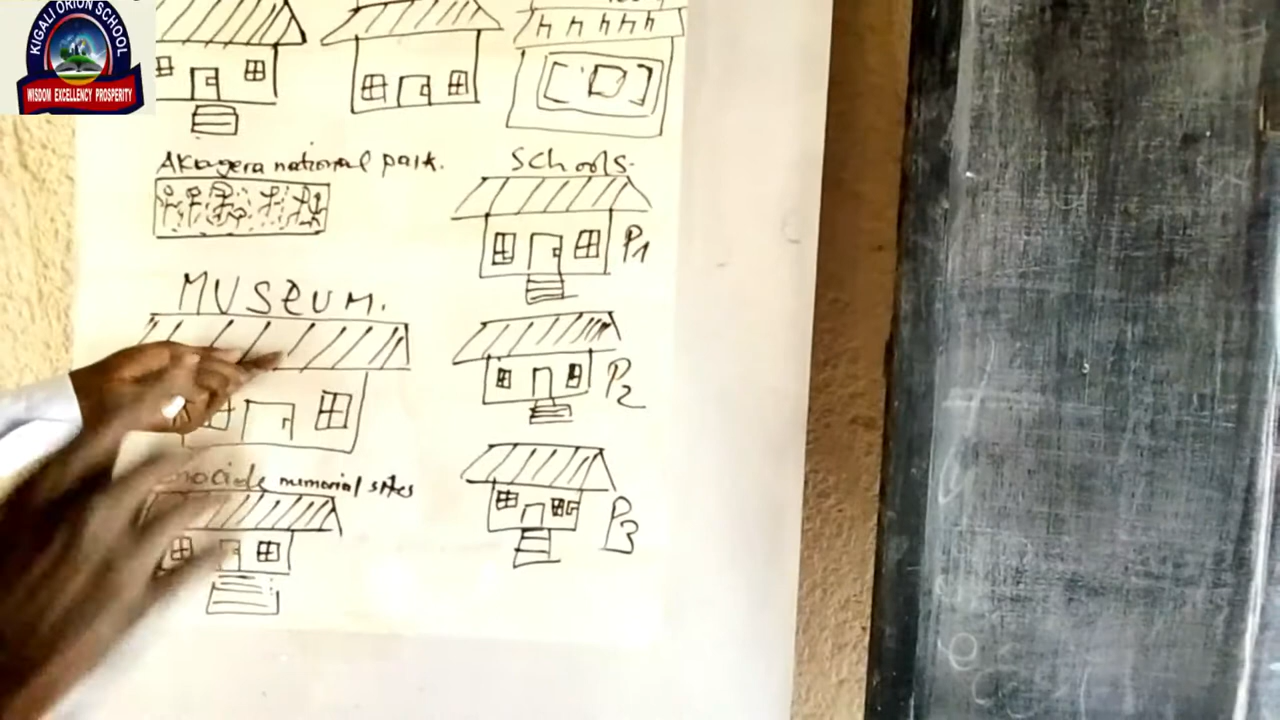 KIGALI ORION SCHOOL
WISDOM EXCELLENCY PROSPERITY
Akagera national park.
Schools.
P1
MUSEUM.
P2
memorial sites
P3